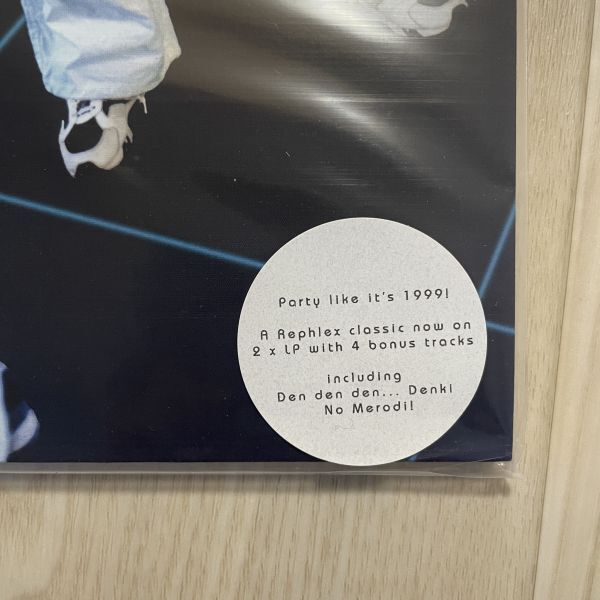 Party like it's 1999!
A Rephlex classic now on
2 x LP with 4 bonus tracks
including
Den den den... Denki
No Merodi!